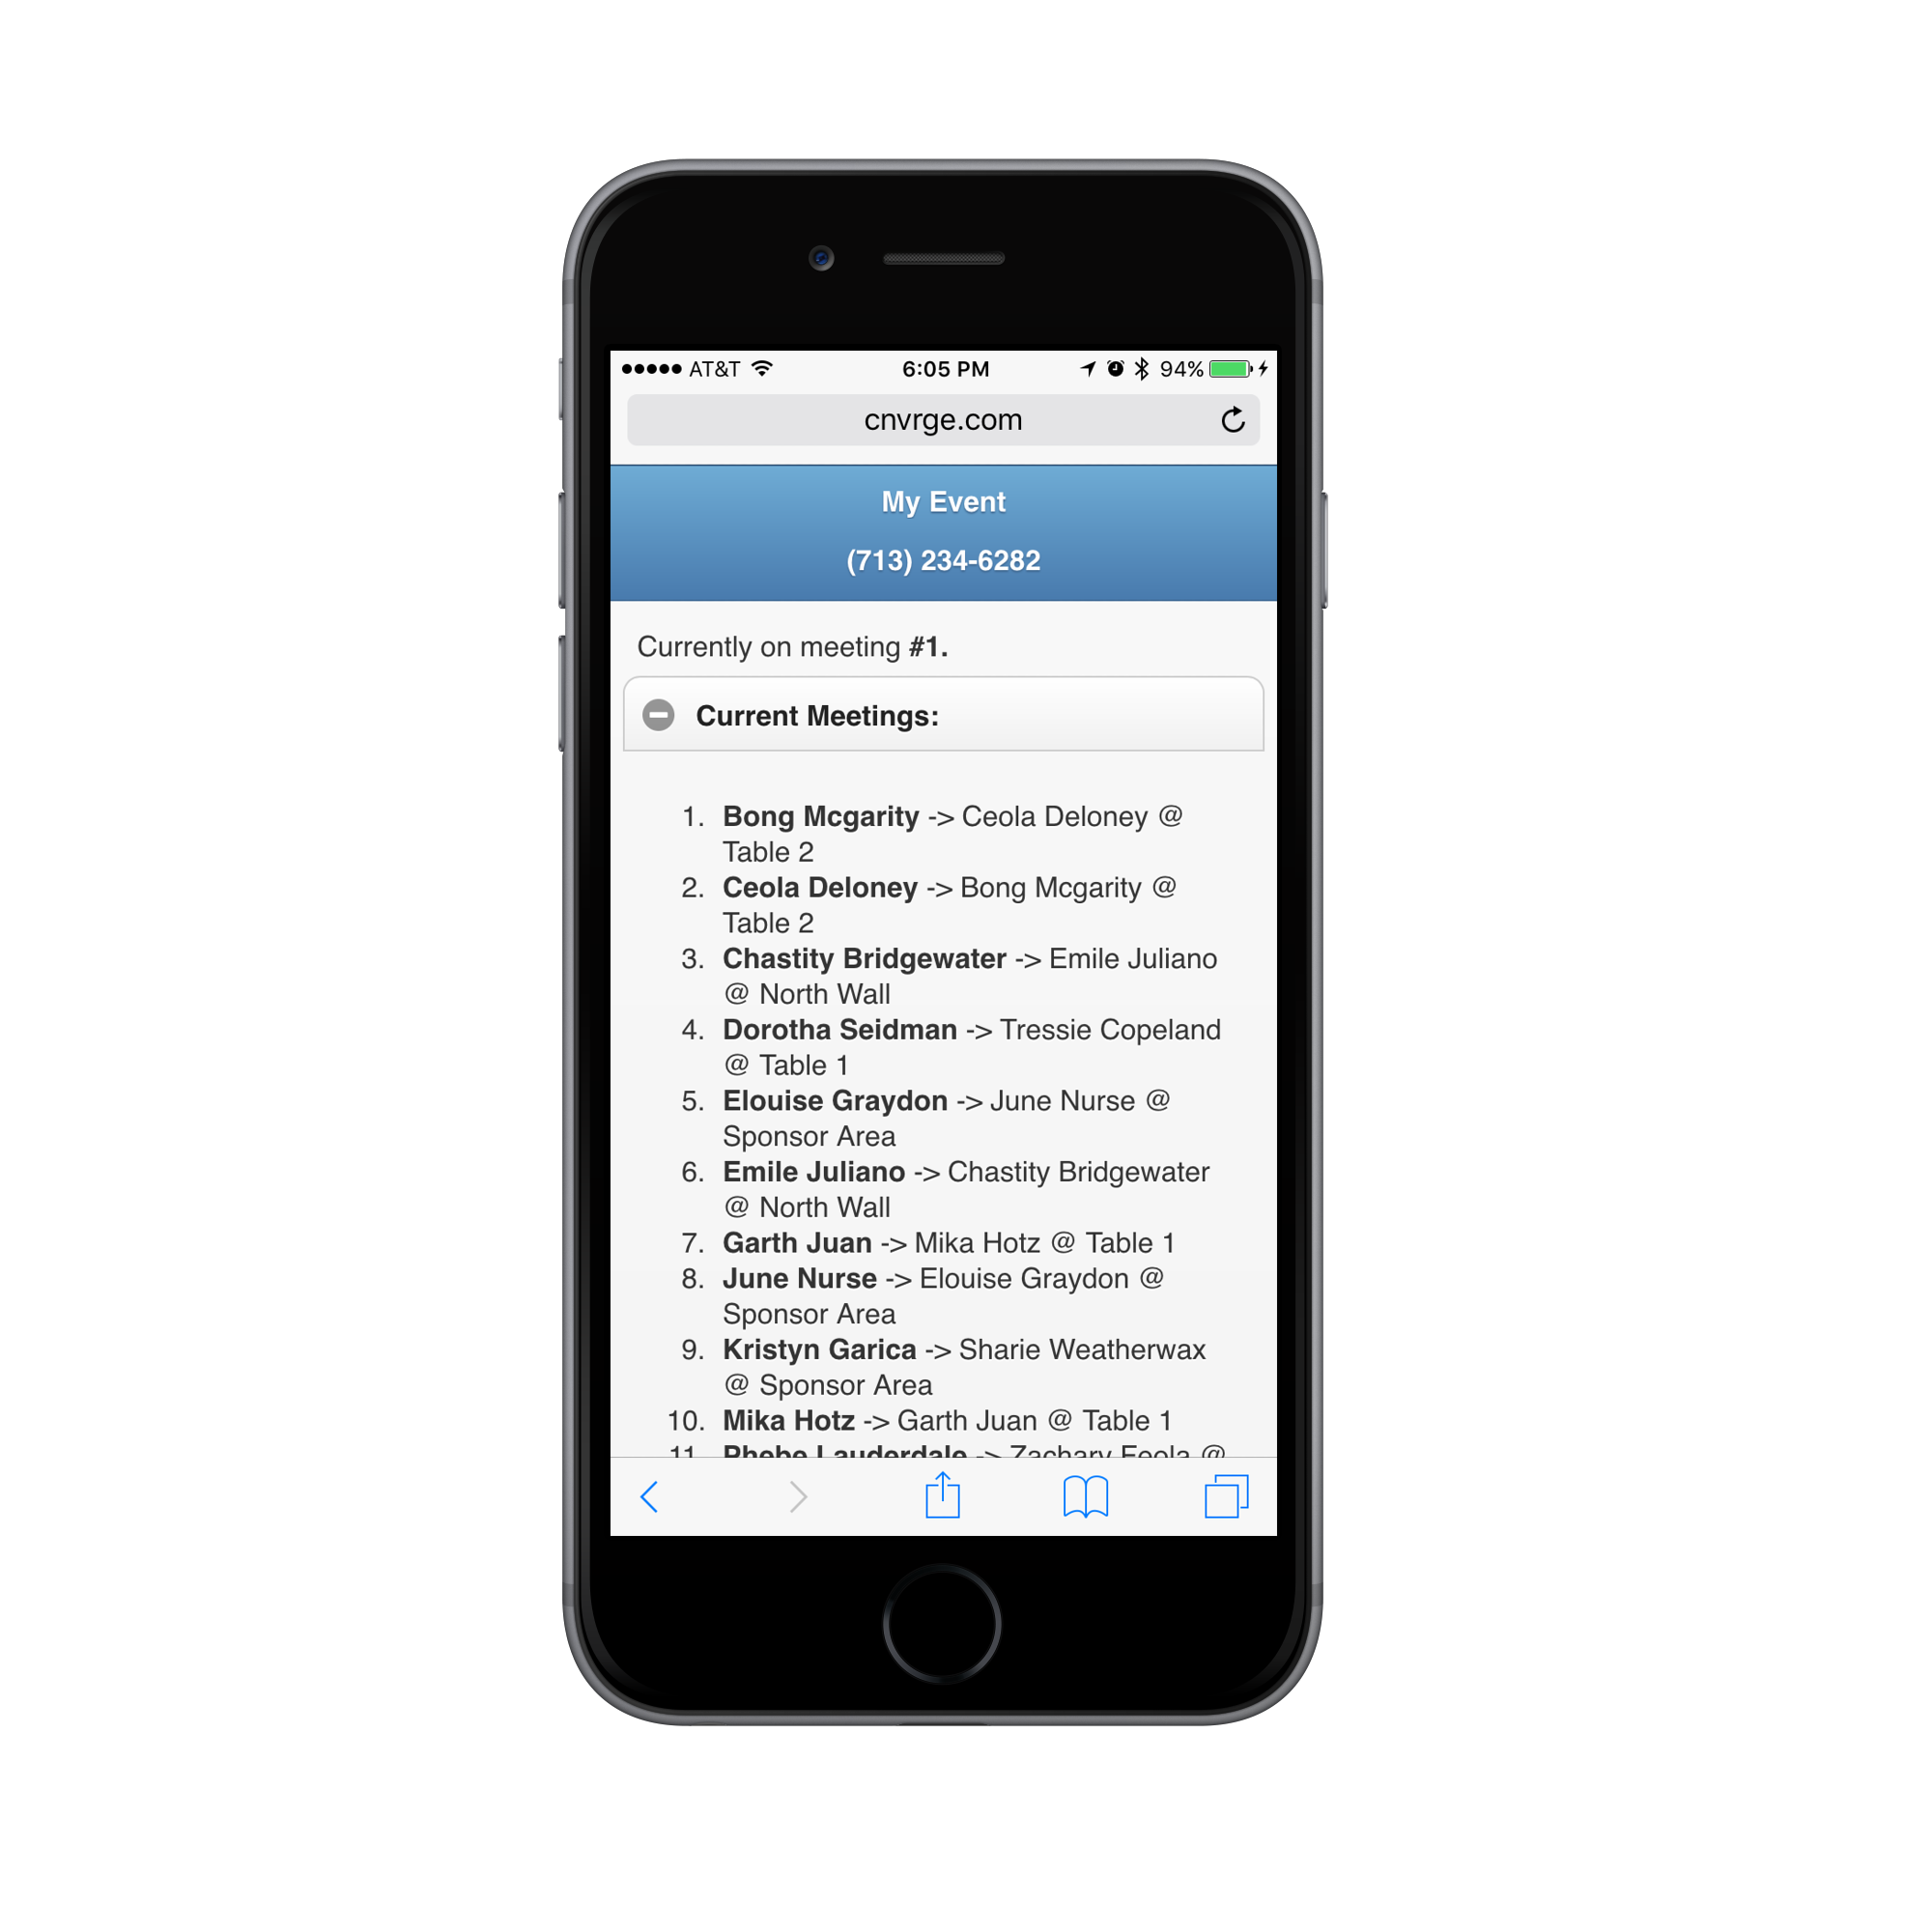 AT&T 6:05 PM 94%
cnvrge.com
My Event
(713) 234-6282
Currently on meeting #1.
Current Meetings:
1. Bong Mcgarity -> Ceola Deloney @
Table 2
2. Ceola Deloney -> Bong Mcgarity @
Table 2
3. Chastity Bridgewater -> Emile Juliano
@ North Wall
4. Dorotha Seidman -> Tressie Copeland
@ Table 1
5. Elouise Graydon -> June Nurse @
Sponsor Area
6. Emile Juliano -> Chastity Bridgewater
@ North Wall
7. Garth Juan -> Mika Hotz @ Table 1
8. June Nurse -> Elouise Graydon @
Sponsor Area
9. Kristyn Garica -> Sharie Weatherwax
@ Sponsor Area
10. Mika Hotz -> Garth Juan @ Table 1
11. Phebe Lauderdale -> Zachary Feola @